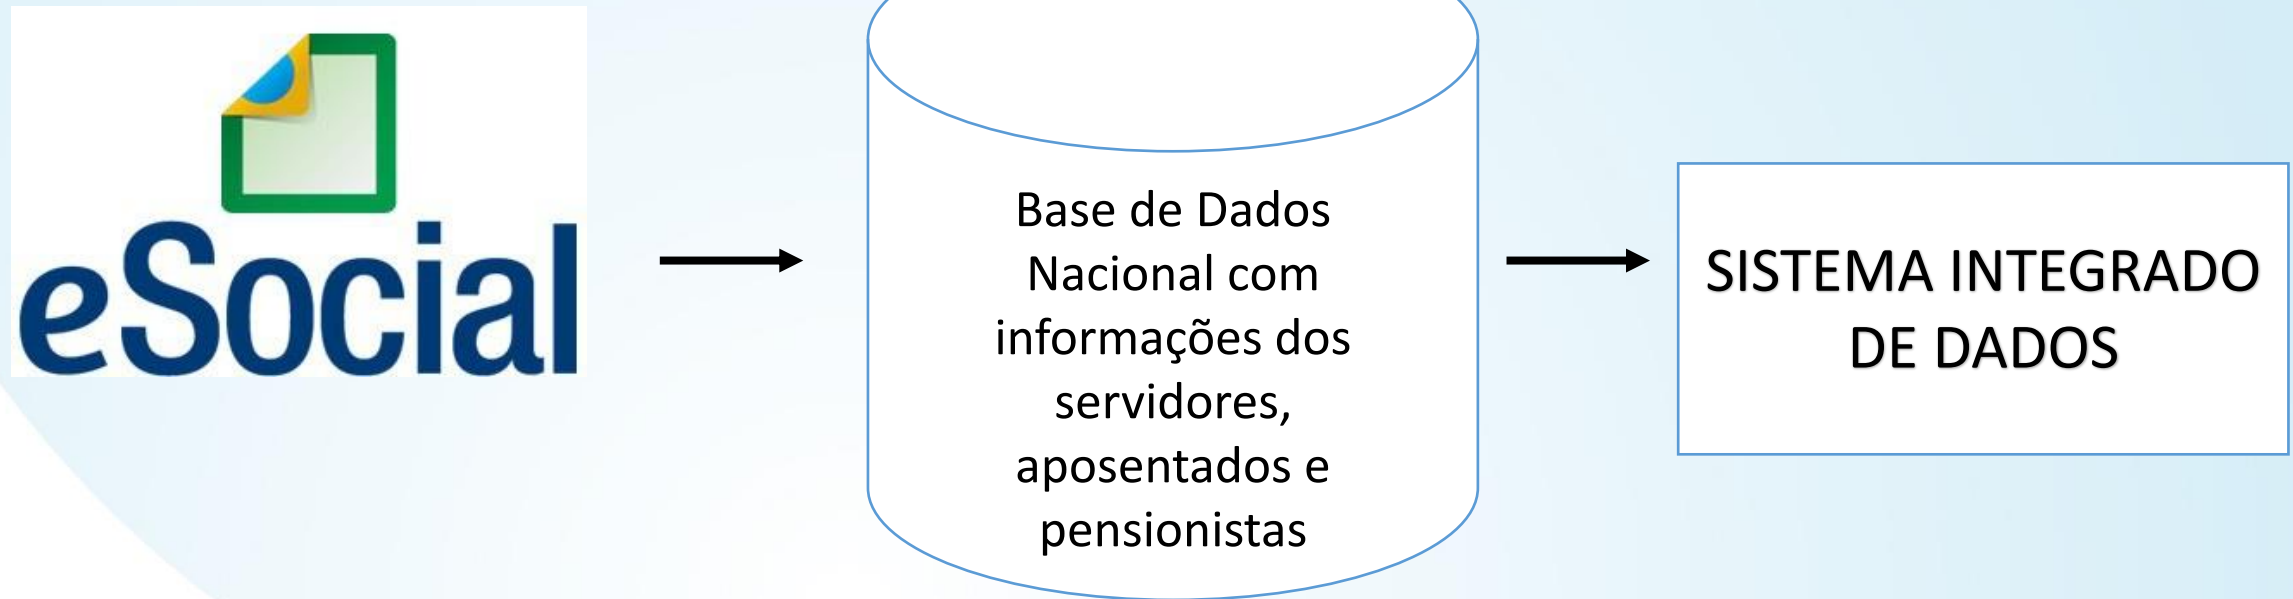 eSocial
Base de Dados
Nacional com
informações dos
servidores,
aposentados e
pensionistas
SISTEMA INTEGRADO
DE DADOS